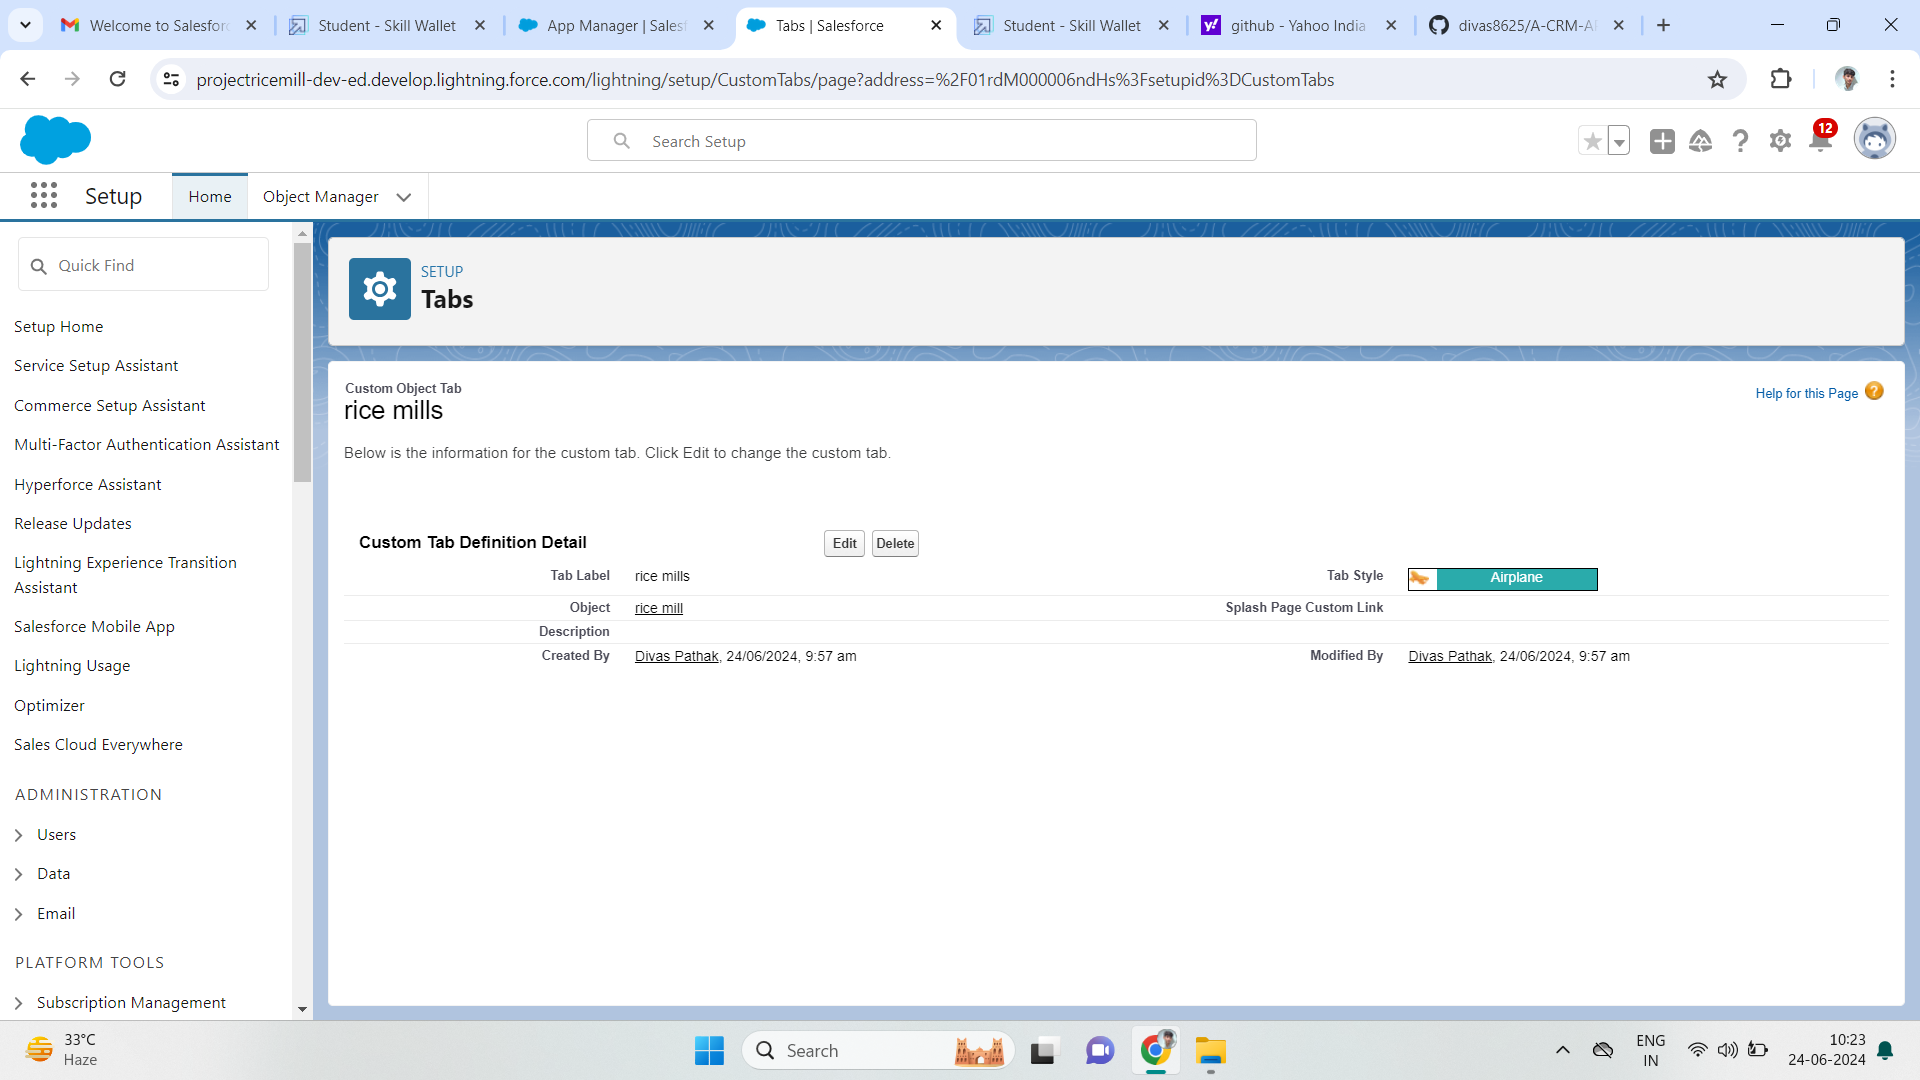 Welcome to Salesforc
Student - Skill Wallet
App Manager | Salesf
Tabs | Salesforce
Student - Skill Wallet
github - Yahoo India
divas8625/A-CRM-A
projectricemill-dev-ed.develop.lightning.force.com/lightning/setup/CustomTabs/page?address=%2F01rdM000006ndHs%3Fsetupid%3DCustomTabs
Search Setup
12
Setup
Home
Object Manager
Quick Find
Setup Home
Service Setup Assistant
Commerce Setup Assistant
Multi-Factor Authentication Assistant
Hyperforce Assistant
Release Updates
Lightning Experience Transition
Assistant
Salesforce Mobile App
Lightning Usage
Optimizer
Sales Cloud Everywhere
ADMINISTRATION
Users
Data
Email
PLATFORM TOOLS
Subscription Management
SETUP
Tabs
Custom Object Tab
rice mills
Help for this Page ?
Below is the information for the custom tab. Click Edit to change the custom tab.
Custom Tab Definition Detail
Edit
Delete
Tab Label rice mills
Tab Style Airplane
Object rice mill
Splash Page Custom Link
Description
Created By Divas Pathak, 24/06/2024, 9:57 am
Modified By Divas Pathak, 24/06/2024, 9:57 am
33°C
Haze
Search
ENG
IN
10:23
24-06-2024